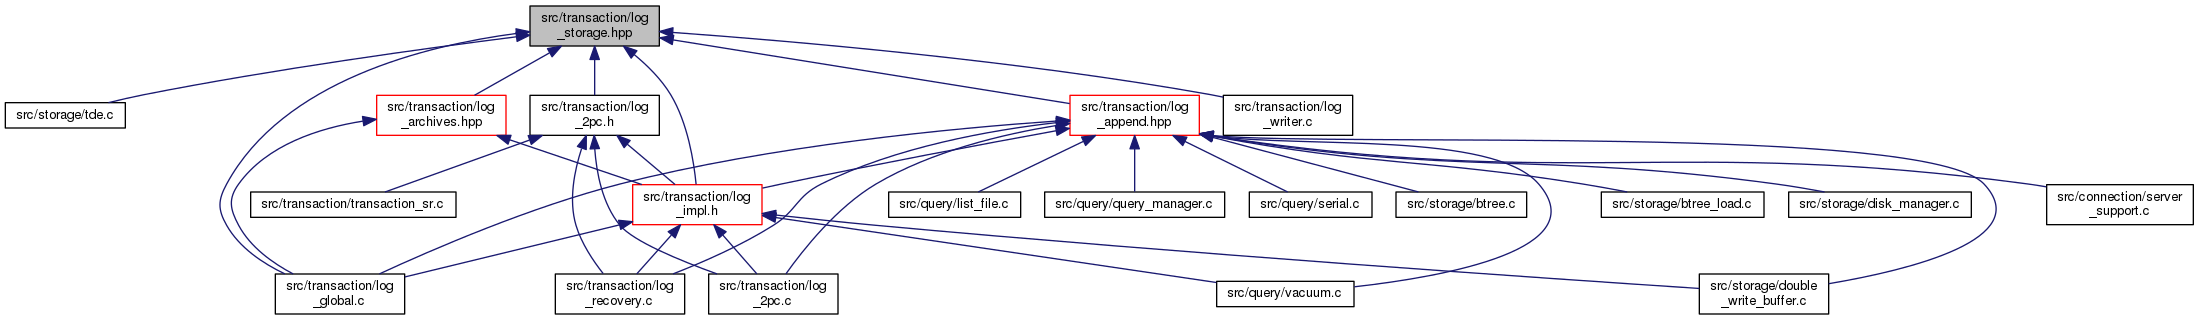 src/transaction/log
_storage.hpp
src/storage/tde.c
src/transaction/log
_archives.hpp
src/transaction/log
_2pc.h
src/transaction/log
_append.hpp
src/transaction/log
_writer.c
src/transaction/transaction_sr.c
src/transaction/log
_impl.h
src/query/list_file.c
src/query/query_manager.c
src/query/serial.c
src/storage/btree.c
src/storage/btree_load.c
src/storage/disk_manager.c
src/connection/server
_support.c
src/transaction/log
_global.c
src/transaction/log
_recovery.c
src/transaction/log
_2pc.c
src/query/vacuum.c
src/storage/double
_write_buffer.c